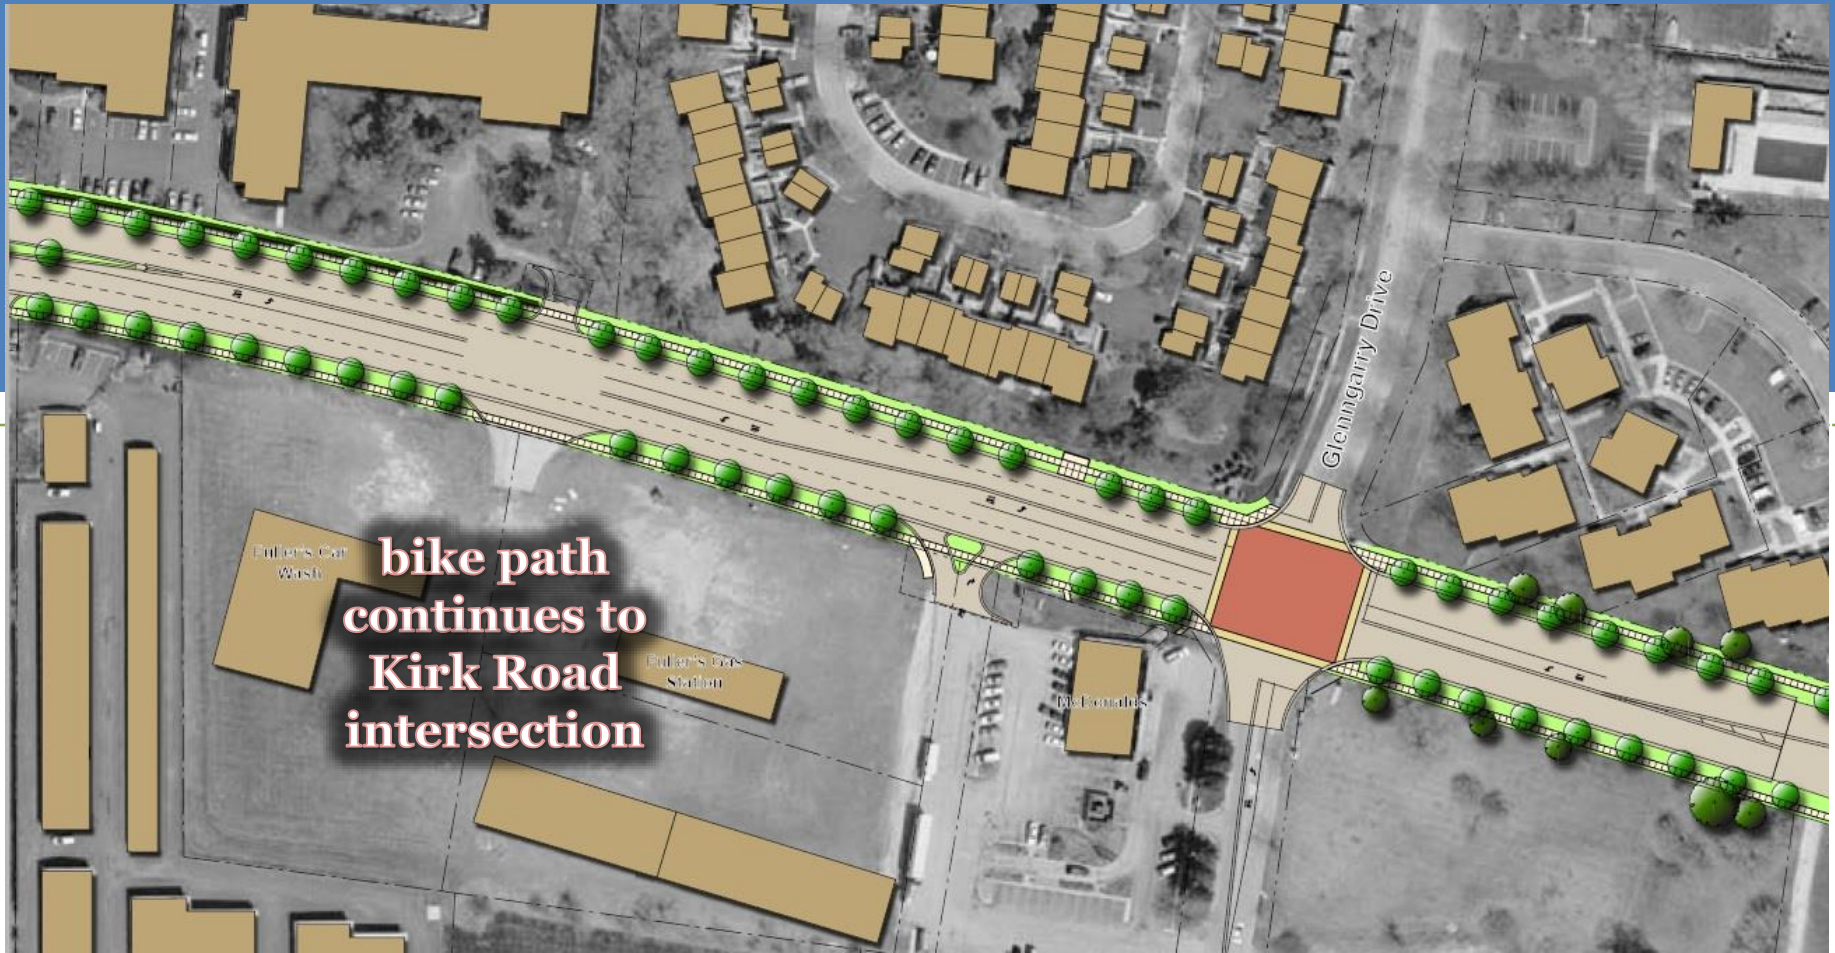 Glenngarry Drive
Fuller's Car
Wash
bike path
continues to
Kirk Road
intersection
Fuller's Gas
Station
McDonalds